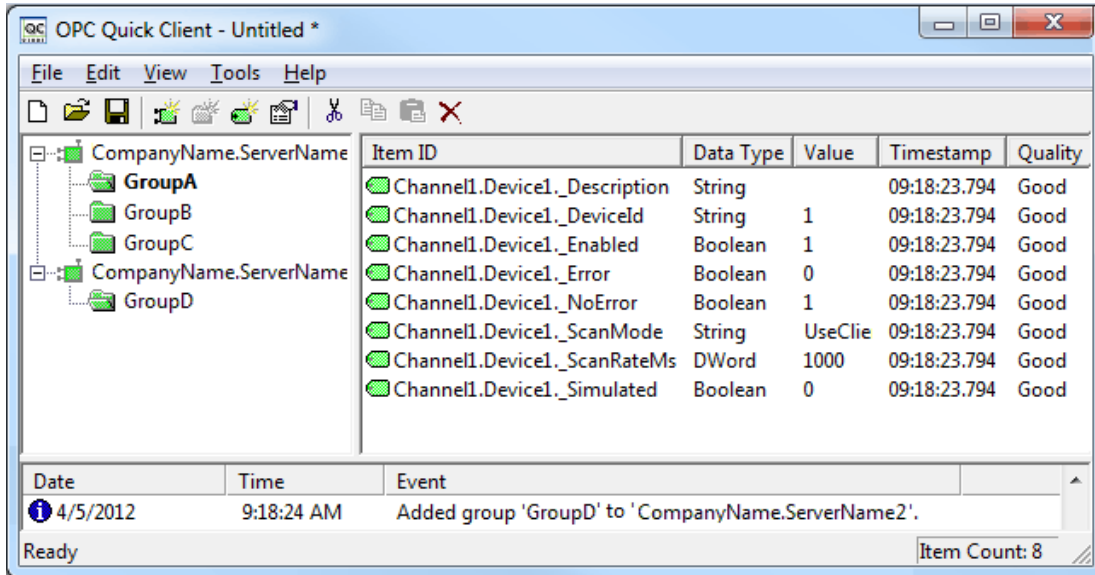 QC OPC Quick Client - Untitled *
File Edit View Tools Help
CompanyName.ServerName
GroupA
GroupB
GroupC
CompanyName.ServerName
GroupD
Item ID Data Type Value Timestamp Quality
Channel1.Device1._Description String 09:18:23.794 Good
Channel1.Device1._DeviceId String 1 09:18:23.794 Good
Channel1.Device1._Enabled Boolean 1 09:18:23.794 Good
Channel1.Device1._Error Boolean 0 09:18:23.794 Good
Channel1.Device1._NoError Boolean 1 09:18:23.794 Good
Channel1.Device1._ScanMode String UseClie 09:18:23.794 Good
Channel1.Device1._ScanRateMs DWord 1000 09:18:23.794 Good
Channel1.Device1._Simulated Boolean 0 09:18:23.794 Good
Date Time Event
4/5/2012 9:18:24 AM Added group 'GroupD' to 'CompanyName.ServerName2'.
Ready Item Count: 8